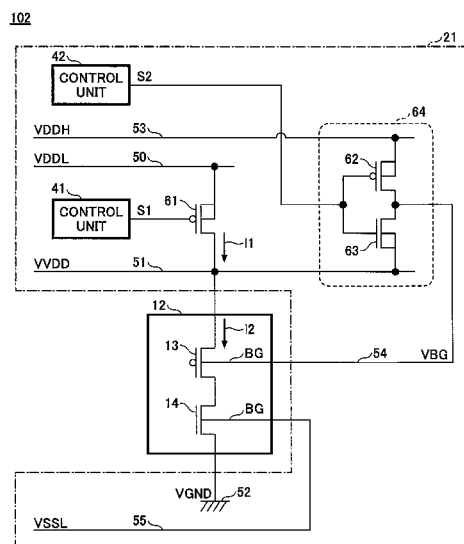 102
21
42
CONTROL
UNIT
S2
64
VDDH
53
VDDL
50
62
41
CONTROL
UNIT
S1
61
I1
63
VVDD
51
12
I2
13
BG
54
VBG
14
BG
VGND
52
VSSL
55